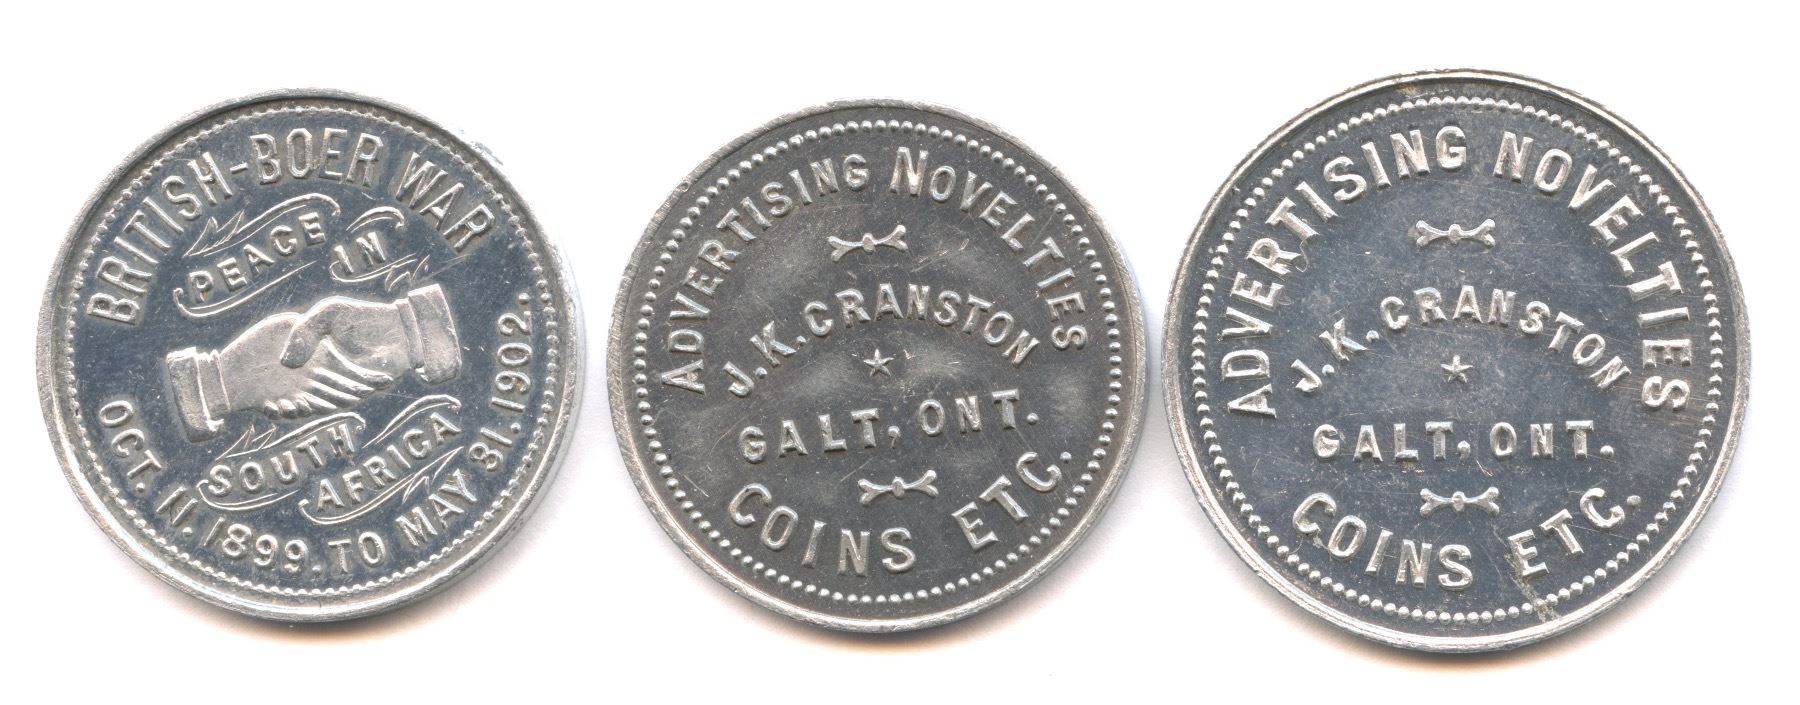 BRITISH-BOER WAR
PEACE IN
SOUTH AFRICA
OCT. 11. 1899. TO MAY 31. 1902.
ADVERTISING NOVELTIES
J. K. CRANSTON
GALT, ONT.
COINS ETC.
ADVERTISING NOVELTIES
J. K. CRANSTON
GALT, ONT.
COINS ETC.